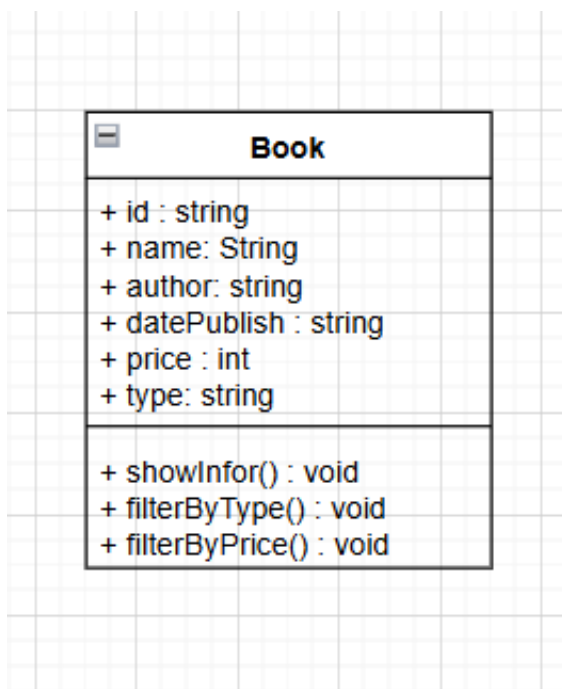 Book
+ id : string
+ name: String
+ author: string
+ datePublish : string
+ price : int
+ type: string
+ showInfor() : void
+ filterByType() : void
+ filterByPrice() : void